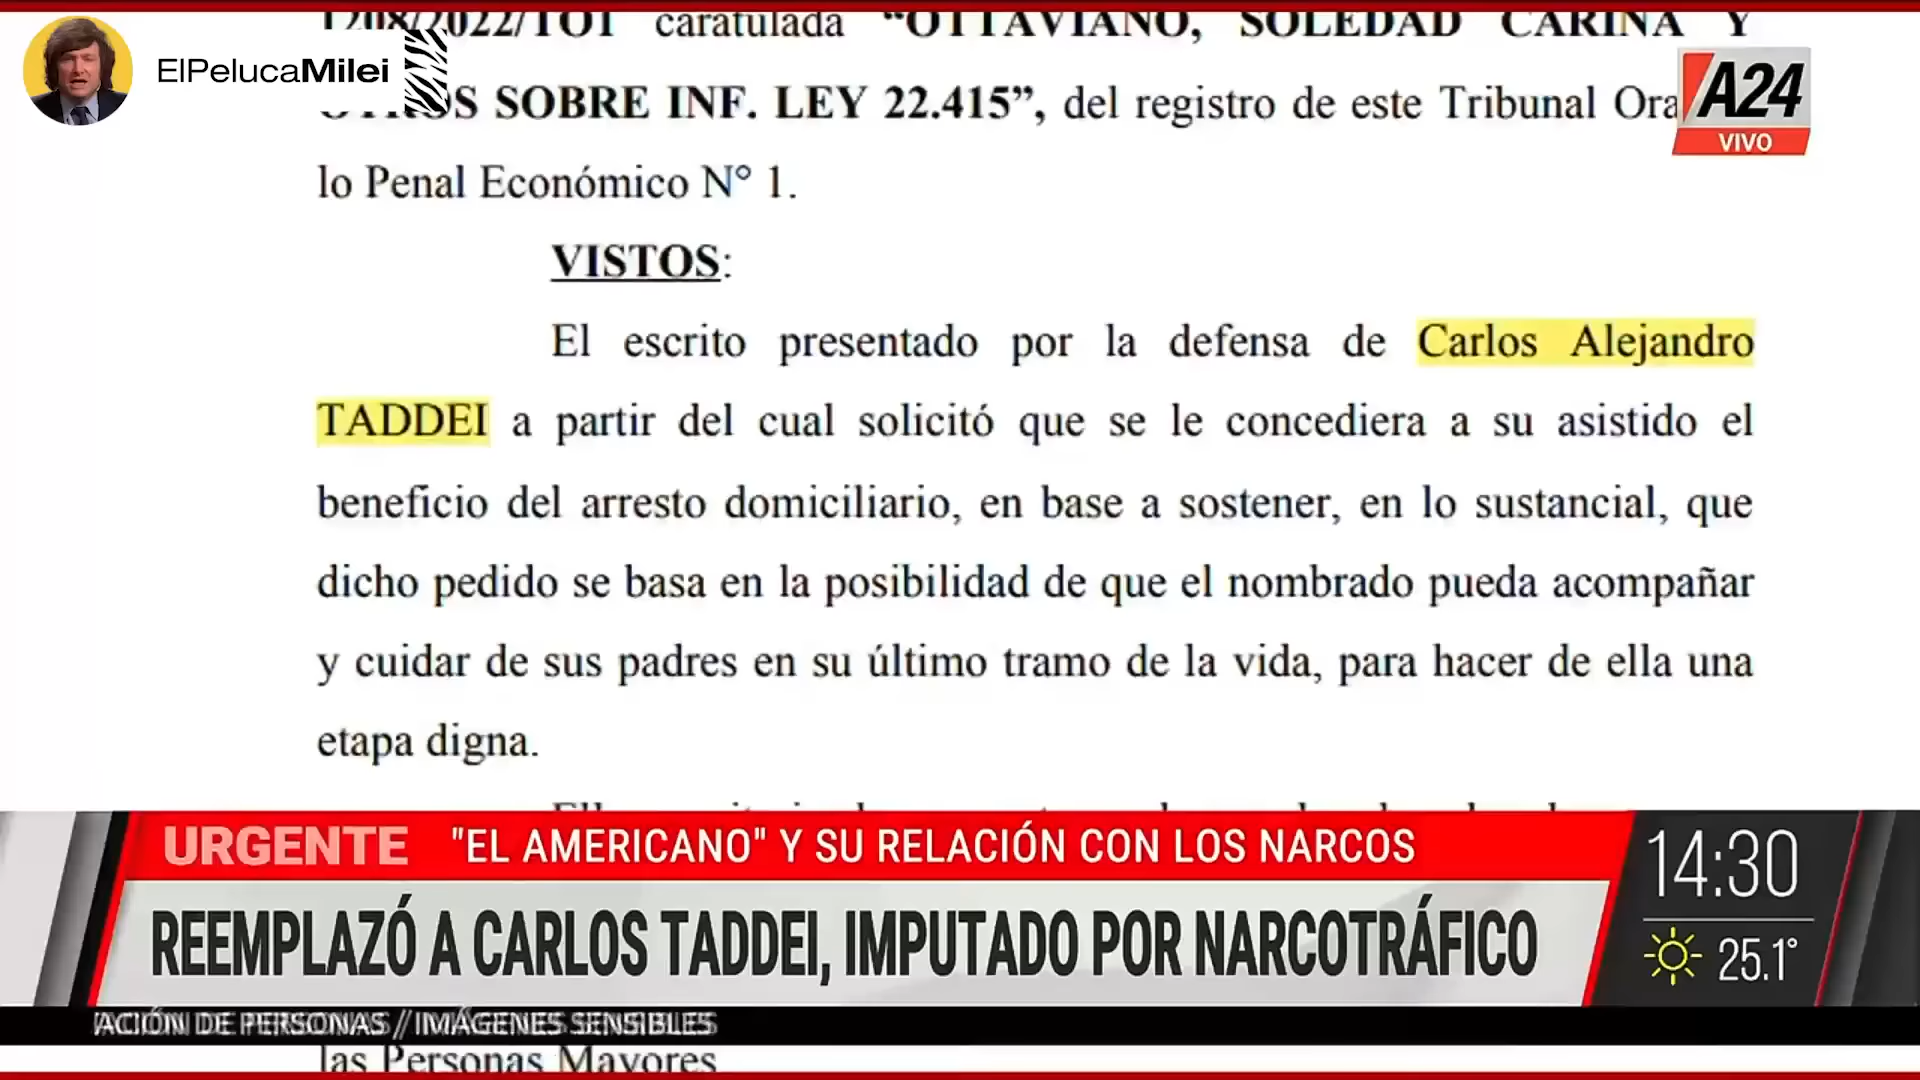 1208/2022/TO1 caratulada “OTTAVIANO, SOLEDAD CARINA Y
ElPelucaMilei
OTROS SOBRE INF. LEY 22.415”, del registro de este Tribunal Ora
A24
VIVO
lo Penal Económico N° 1.
VISTOS:
El escrito presentado por la defensa de Carlos Alejandro
TADDEI a partir del cual solicitó que se le concediera a su asistido el
beneficio del arresto domiciliario, en base a sostener, en lo sustancial, que
dicho pedido se basa en la posibilidad de que el nombrado pueda acompañar
y cuidar de sus padres en su último tramo de la vida, para hacer de ella una
etapa digna.
URGENTE "EL AMERICANO" Y SU RELACIÓN CON LOS NARCOS
REEMPLAZÓ A CARLOS TADDEI, IMPUTADO POR NARCOTRÁFICO
14:30
25.1°
ACIÓN DE PERSONAS // IMÁGENES SENSIBLES
las Personas Mayores